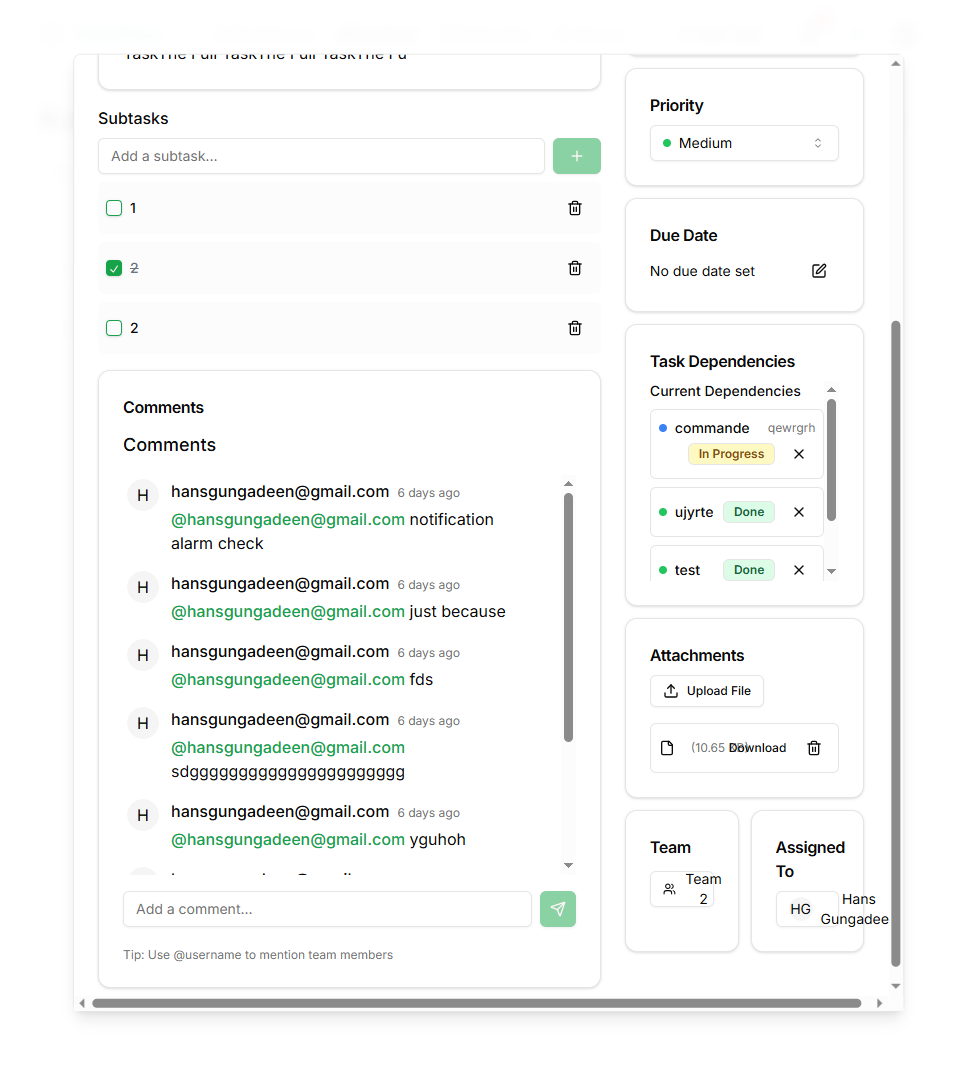 TaskThe Full TaskThe Full TaskThe Fu
Subtasks
Add a subtask...
1
2
2
Comments
Comments
H
hansgungadeen@gmail.com 6 days ago
@hansgungadeen@gmail.com notification
alarm check
H
hansgungadeen@gmail.com 6 days ago
@hansgungadeen@gmail.com just because
H
hansgungadeen@gmail.com 6 days ago
@hansgungadeen@gmail.com fds
H
hansgungadeen@gmail.com 6 days ago
@hansgungadeen@gmail.com
sdgggggggggggggggggggggg
H
hansgungadeen@gmail.com 6 days ago
@hansgungadeen@gmail.com yguhoh
Add a comment...
Tip: Use @username to mention team members
Priority
Medium
Due Date
No due date set
Task Dependencies
Current Dependencies
commande qewrgrh
In Progress
ujyrte Done
test Done
Attachments
Upload File
(10.65 Download
Team
Team
2
Assigned
To
HG
Hans
Gungadee